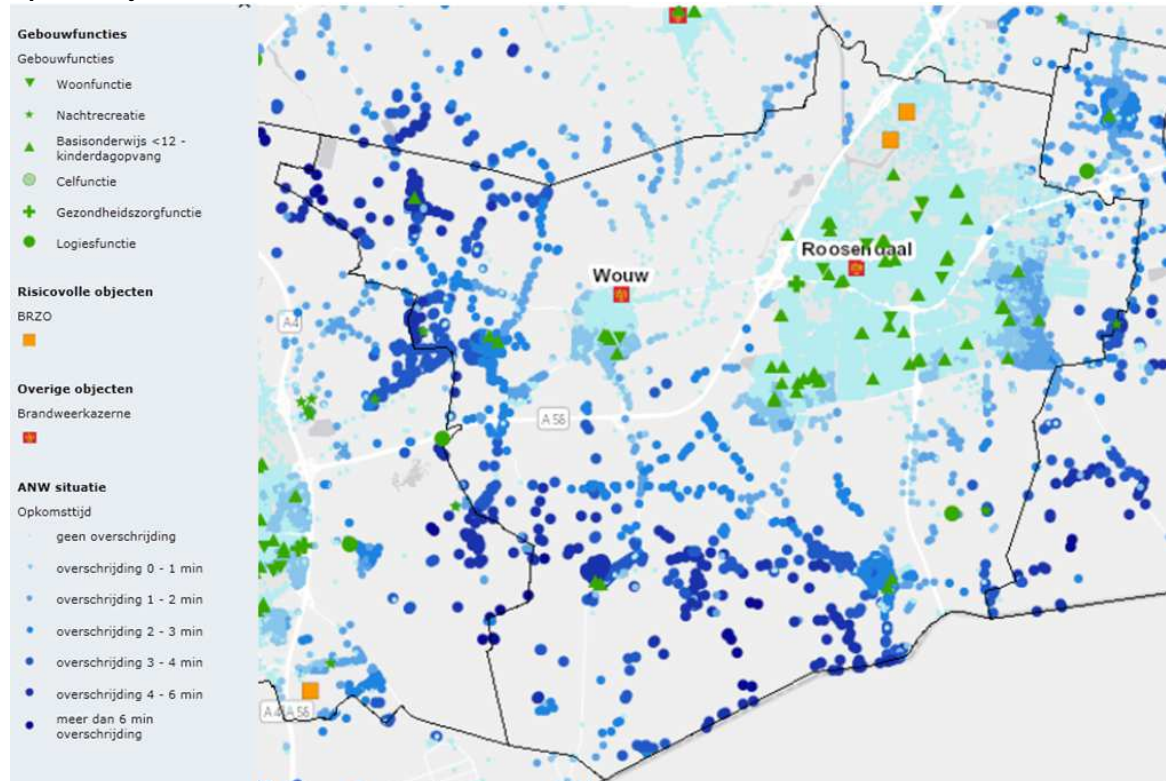 Gebouwfuncties
Gebouwfuncties
Woonfunctie
Nachtrecreatie
Basisonderwijs <12 -
kinderdagopvang
Celfunctie
Gezondheidszorgfunctie
Logiesfunctie
Risicovolle objecten
BRZO
Overige objecten
Brandweerkazerne
ANW situatie
Opkomsttijd
geen overschrijding
overschrijding 0 - 1 min
overschrijding 1 - 2 min
overschrijding 2 - 3 min
overschrijding 3 - 4 min
overschrijding 4 - 6 min
meer dan 6 min
overschrijding
Roosendaal
Wouw
A4
A 58
A 58